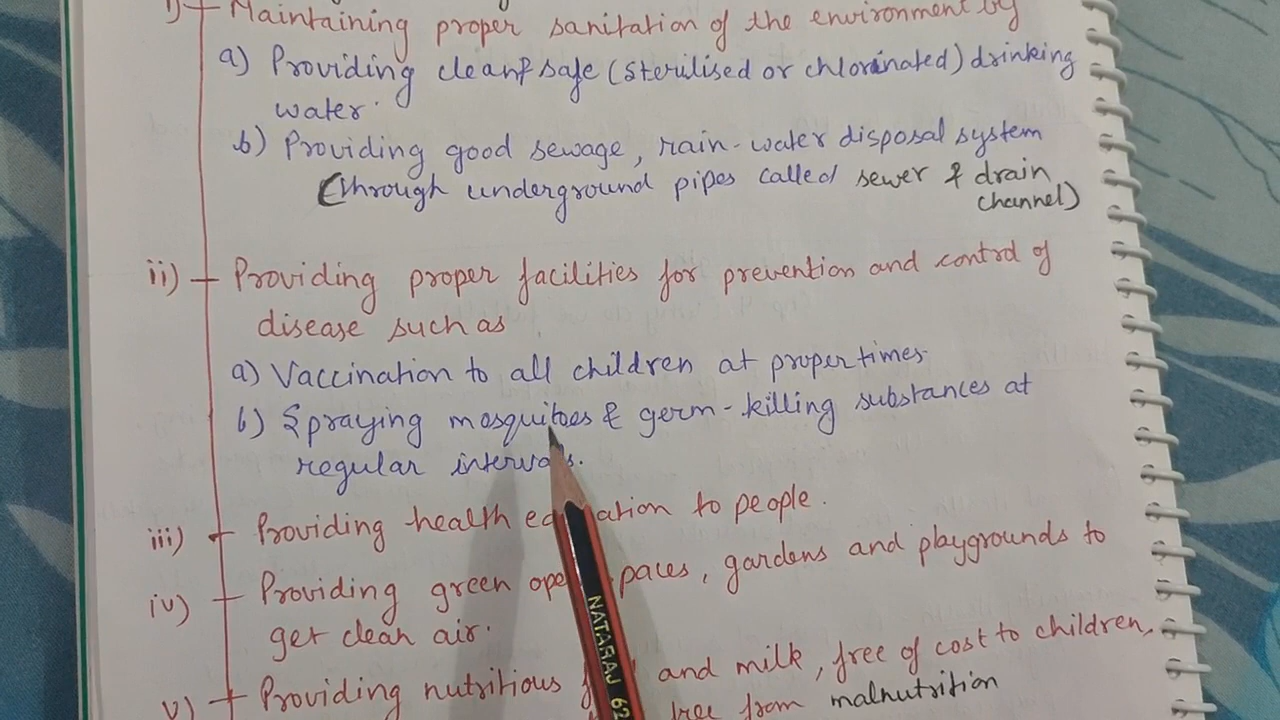 i) Maintaining proper sanitation of the environment by
a) Providing clean & safe (sterilised or chlorinated) drinking
water.
b) Providing good sewage, rain-water disposal system
(through underground pipes called sewer & drain
channel)
ii) Providing proper facilities for prevention and control of
disease such as
a) Vaccination to all children at proper times
b) Spraying mosquitoes & germ-killing substances at
regular intervals.
iii) Providing health education to people.
iv) Providing green open spaces, gardens and playgrounds to
get clean air.
v) Providing nutritious and milk, free of cost to children,
free from malnutrition
NATARAJ 62